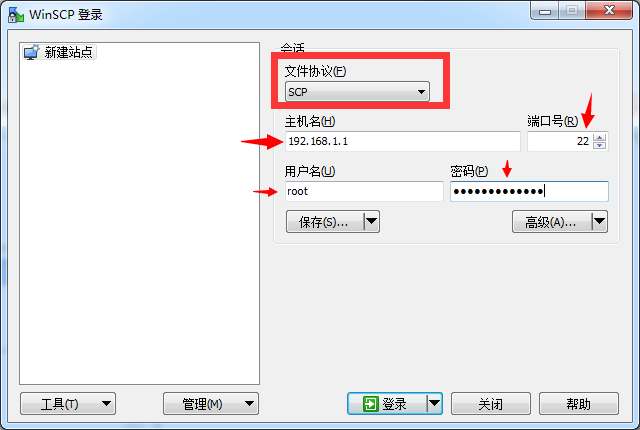 WinSCP 登录
新建站点
会话
文件协议(F)
SCP
主机名(H)
端口号(R)
192.168.1.1
22
用户名(U)
密码(P)
root
●●●●●●●●●●●●●
保存(S)...
高级(A)...
工具(T)
管理(M)
登录
关闭
帮助